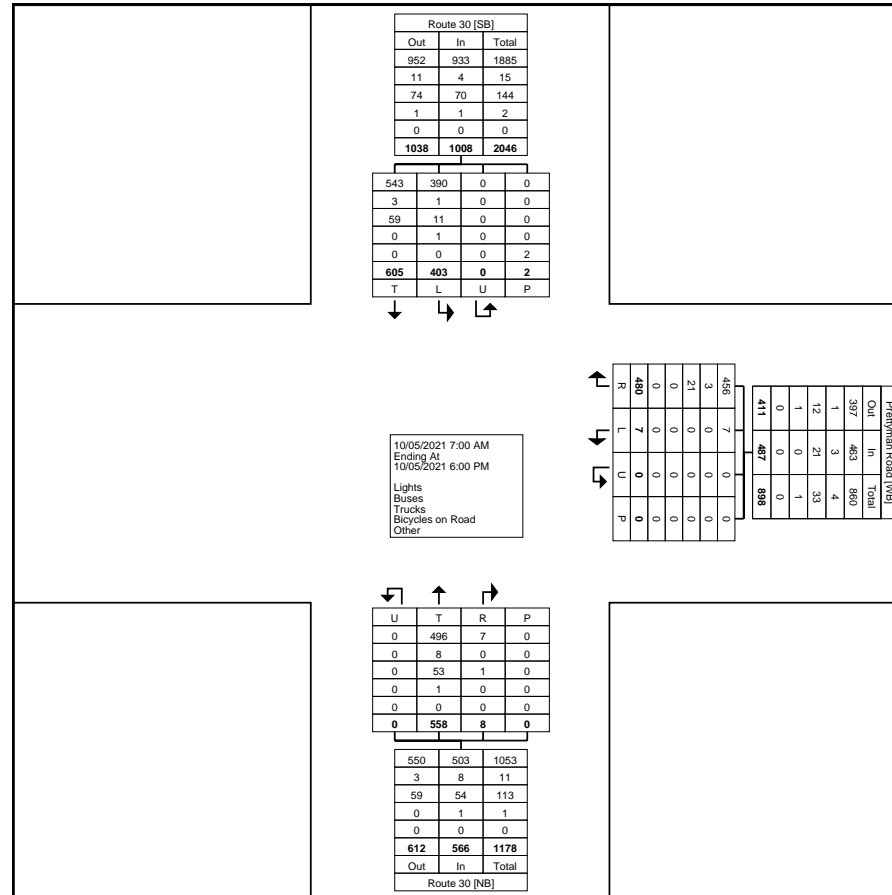 Route 30 [SB]
Out In Total
952 933 1885
11 4 15
74 70 144
1 1 2
0 0 0
1038 1008 2046
543 390 0 0
3 1 0 0
59 11 0 0
0 1 0 0
0 0 0 2
605 403 0 2
T L U P
Prettyman Road [WB]
Out In Total
397 463 860
1 3 4
12 21 33
1 0 1
0 0 0
411 487 898
456 7 0 0
3 0 0 0
21 0 0 0
0 0 0 0
0 0 0 0
480 7 0 0
R L U P
10/05/2021 7:00 AM
Ending At
10/05/2021 6:00 PM
Lights
Buses
Trucks
Bicycles on Road
Other
U T R P
0 496 7 0
0 8 0 0
0 53 1 0
0 1 0 0
0 0 0 0
0 558 8 0
550 503 1053
3 8 11
59 54 113
0 1 1
0 0 0
612 566 1178
Out In Total
Route 30 [NB]